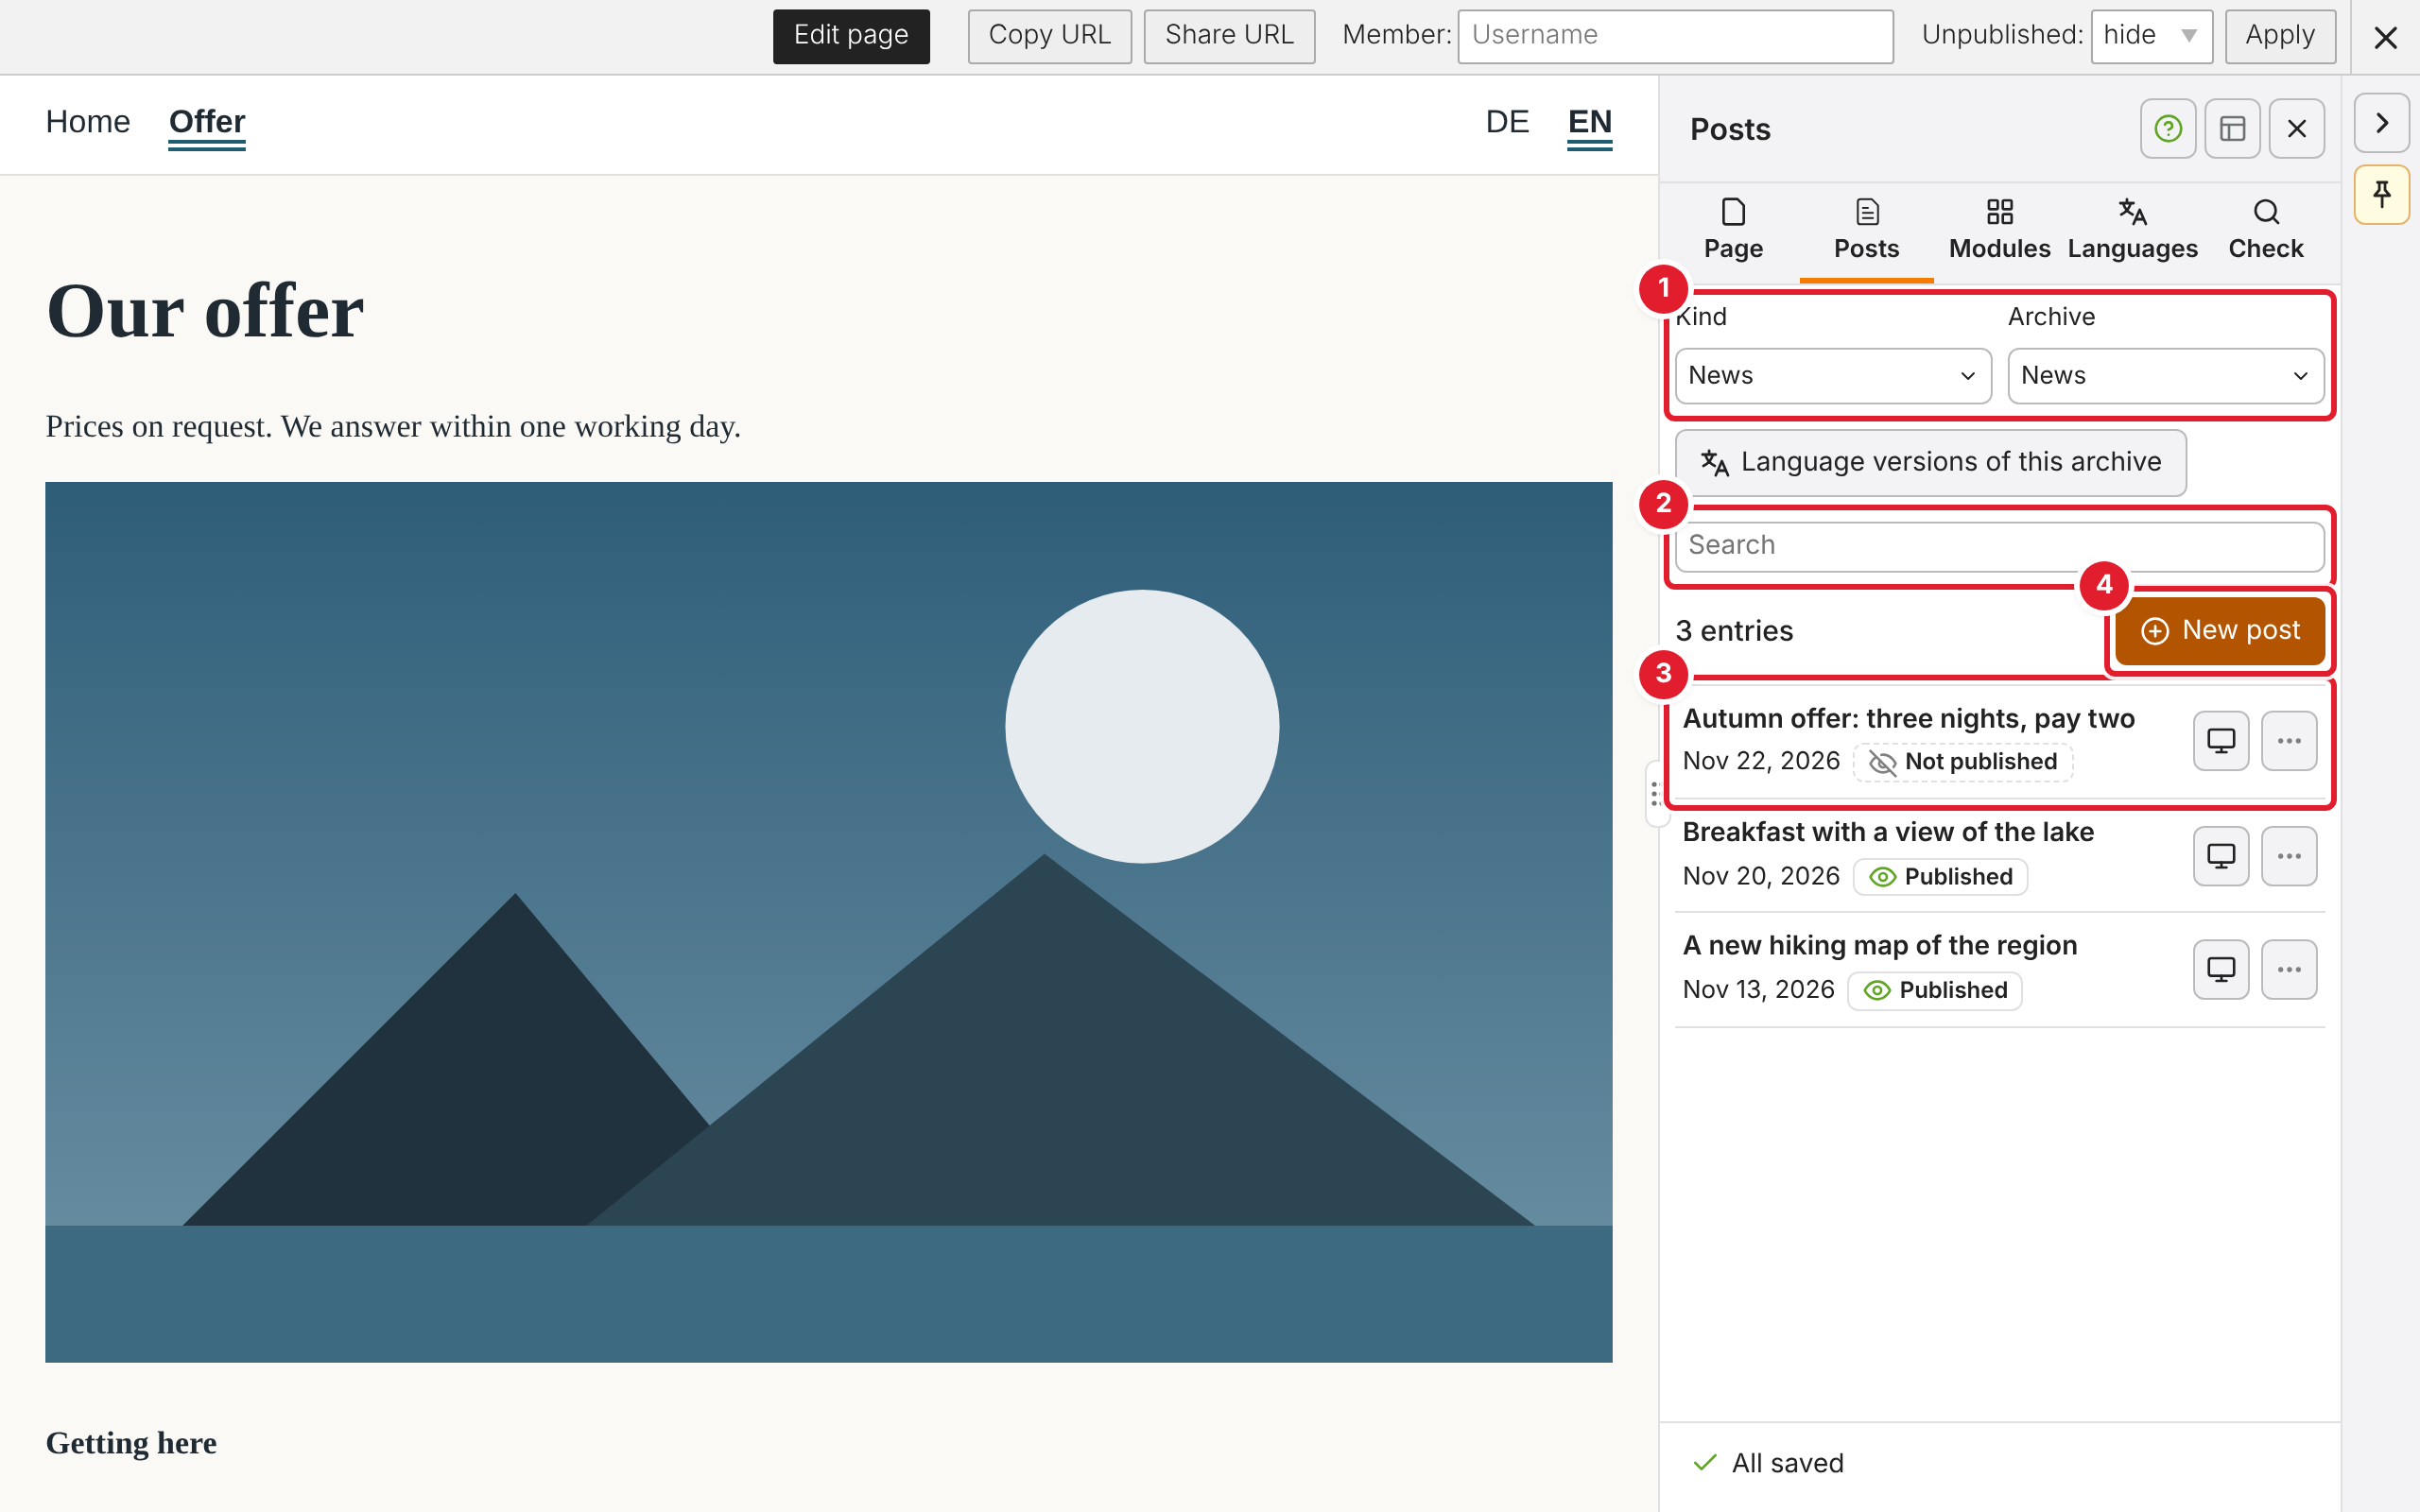 Edit page
Copy URL
Share URL
Member:
Username
Unpublished:
hide
Apply
Home
Offer
DE
EN
Our offer
Prices on request. We answer within one working day.
Getting here
Posts
Page
Posts
Modules
Languages
Check
1
Kind
Archive
News
News
Language versions of this archive
2
Search
4
3 entries
New post
3
Autumn offer: three nights, pay two
Nov 22, 2026
Not published
Breakfast with a view of the lake
Nov 20, 2026
Published
A new hiking map of the region
Nov 13, 2026
Published
All saved